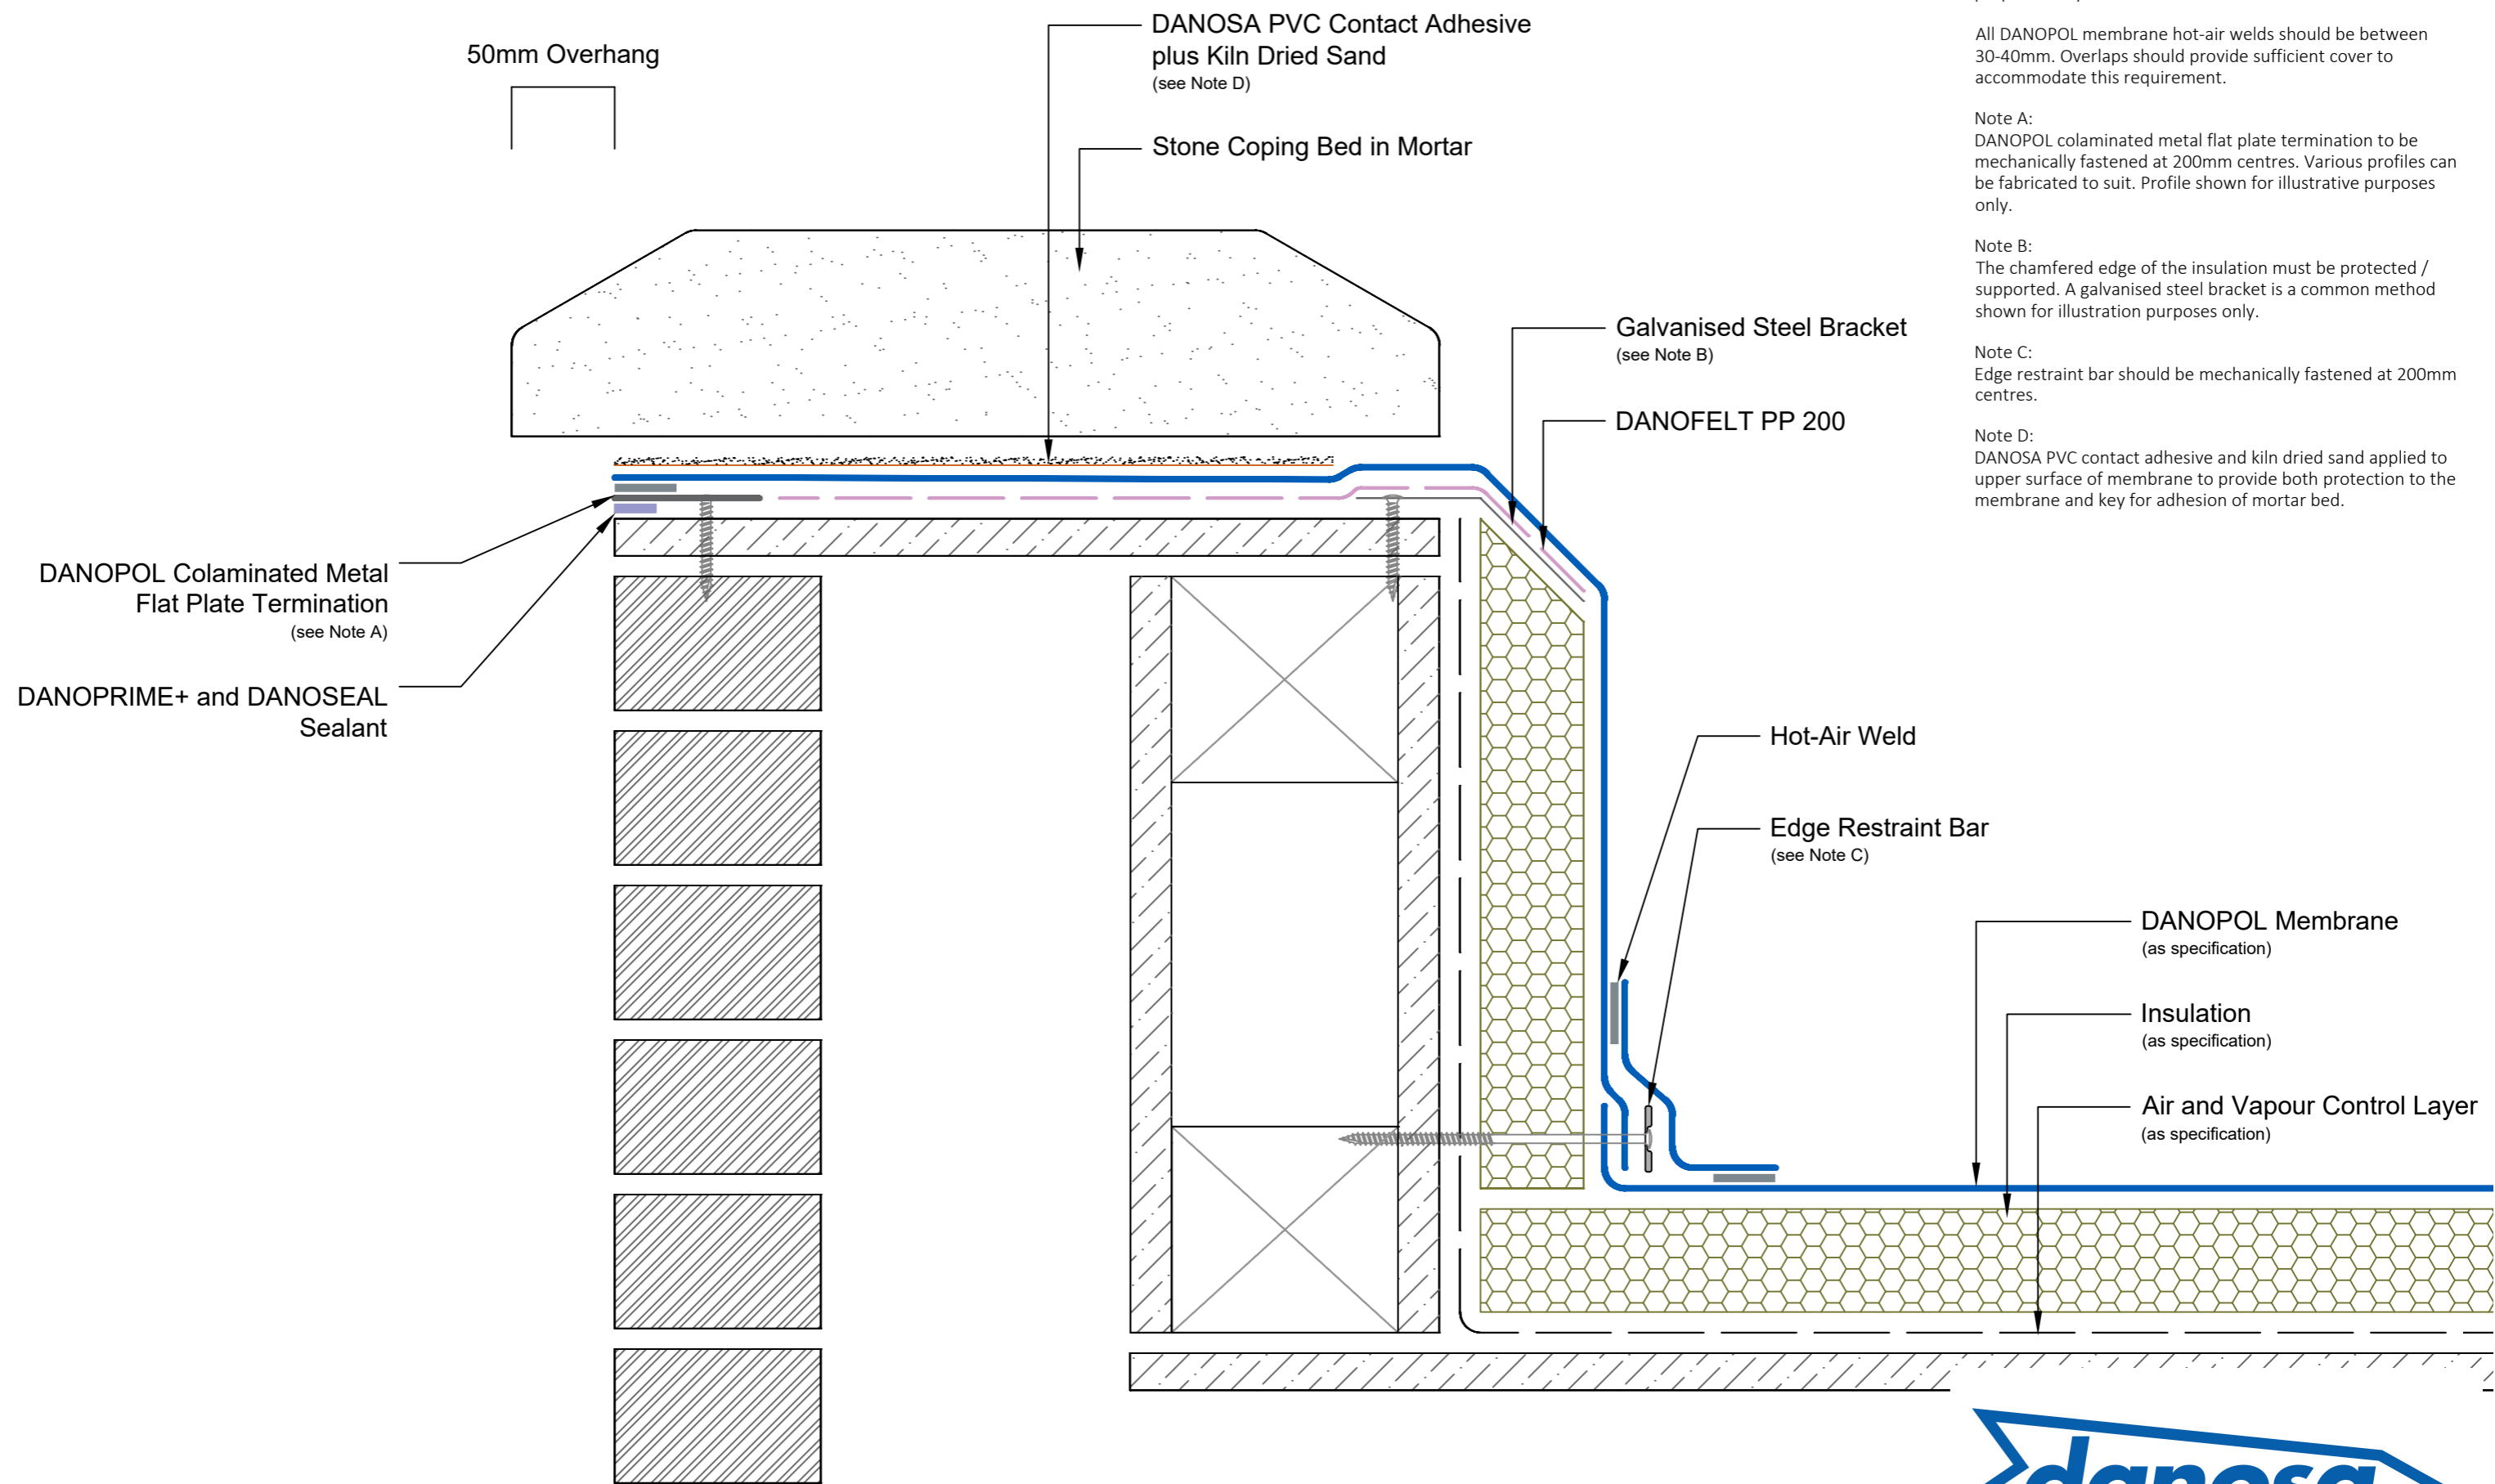 50mm Overhang
DANOSA PVC Contact Adhesive
plus Kiln Dried Sand
(see Note D)
Stone Coping Bed in Mortar
Galvanised Steel Bracket
(see Note B)
DANOFELT PP 200
DANOPOL Colaminated Metal
Flat Plate Termination
(see Note A)
DANOPRIME+ and DANOSEAL
Sealant
Hot-Air Weld
Edge Restraint Bar
(see Note C)
DANOPOL Membrane
(as specification)
Insulation
(as specification)
Air and Vapour Control Layer
(as specification)
All DANOPOL membrane hot-air welds should be between
30-40mm. Overlaps should provide sufficient cover to
accommodate this requirement.
Note A:
DANOPOL colaminated metal flat plate termination to be
mechanically fastened at 200mm centres. Various profiles can
be fabricated to suit. Profile shown for illustrative purposes
only.
Note B:
The chamfered edge of the insulation must be protected /
supported. A galvanised steel bracket is a common method
shown for illustration purposes only.
Note C:
Edge restraint bar should be mechanically fastened at 200mm
centres.
Note D:
DANOSA PVC contact adhesive and kiln dried sand applied to
upper surface of membrane to provide both protection to the
membrane and key for adhesion of mortar bed.
danosa